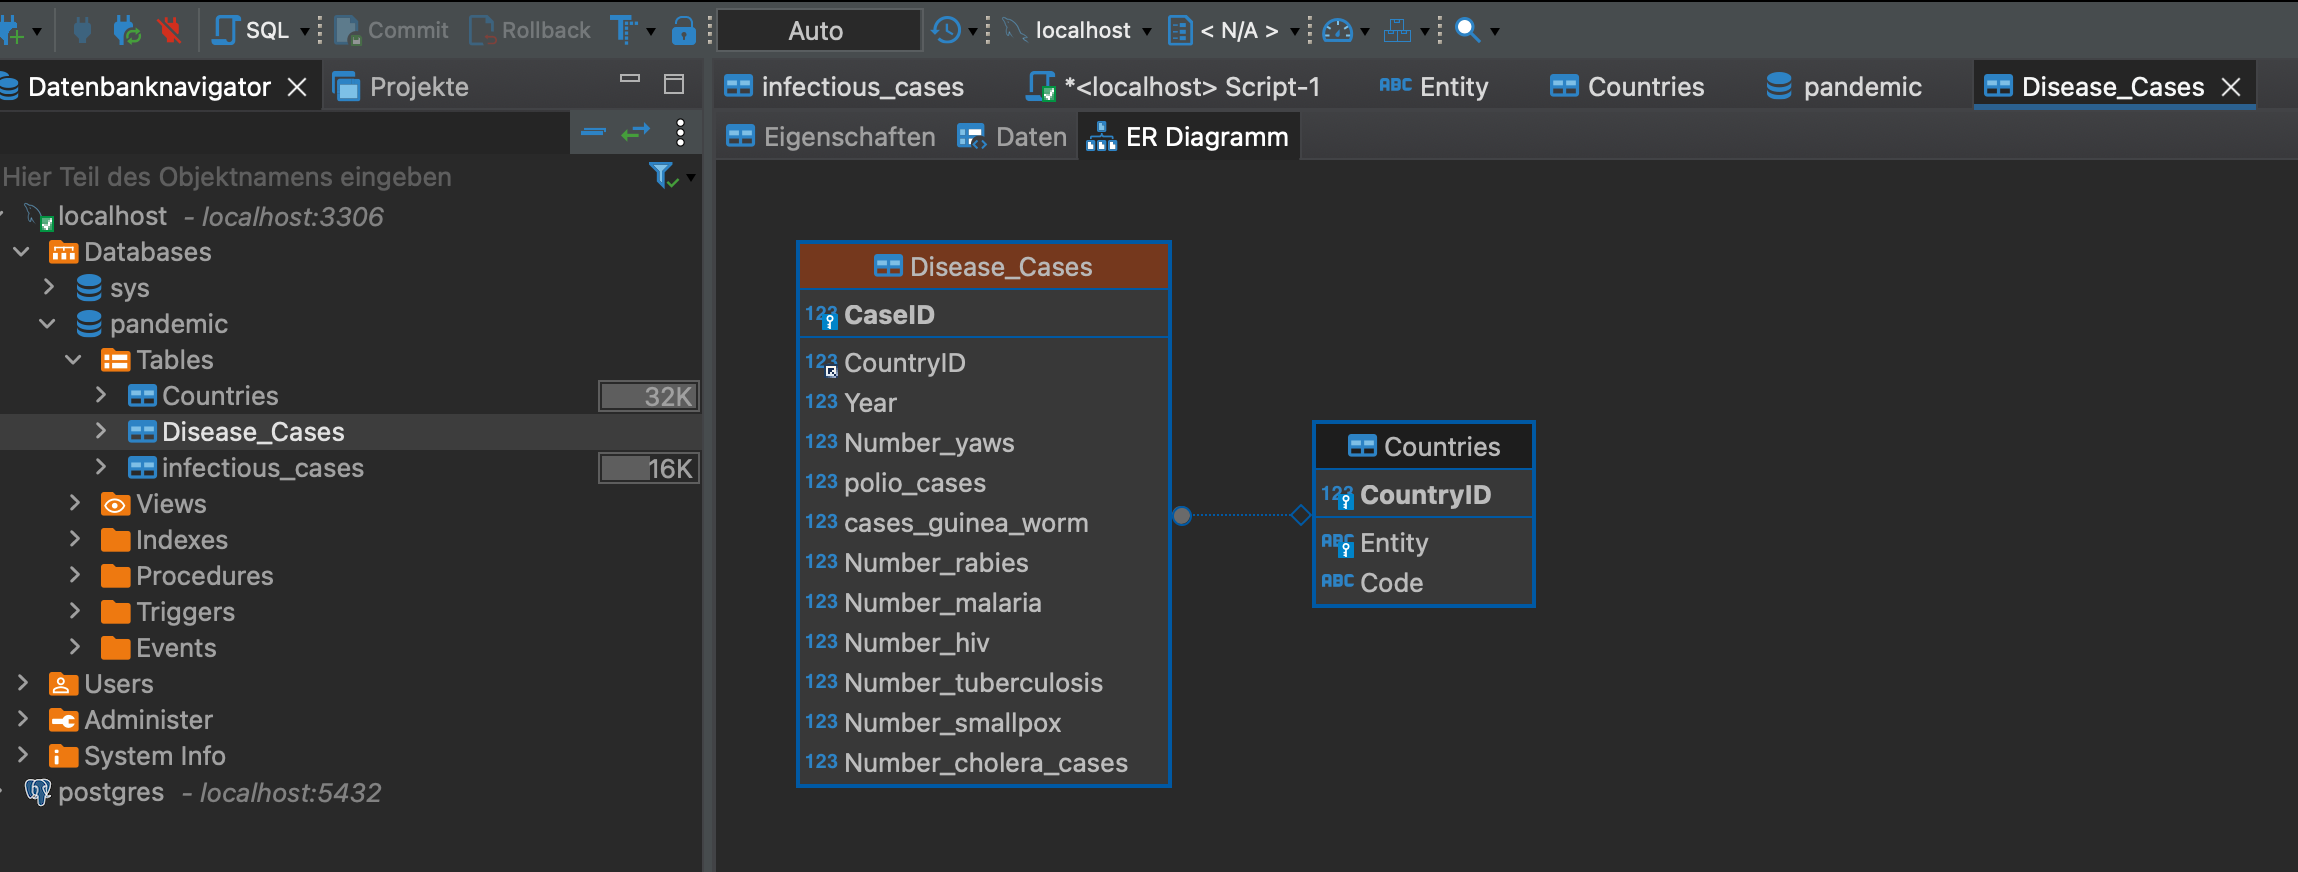 SQL Commit Rollback Auto localhost < N/A >
Datenbanknavigator Projekte
infectious_cases *<localhost> Script-1 Entity Countries pandemic Disease_Cases
Eigenschaften Daten ER Diagramm
Hier Teil des Objektnamens eingeben
localhost - localhost:3306
Databases
sys
pandemic
Tables
Countries 32K
Disease_Cases
infectious_cases 16K
Views
Indexes
Procedures
Triggers
Events
Users
Administer
System Info
postgres - localhost:5432
Disease_Cases
123 CaseID
123 CountryID
123 Year
123 Number_yaws
123 polio_cases
123 cases_guinea_worm
123 Number_rabies
123 Number_malaria
123 Number_hiv
123 Number_tuberculosis
123 Number_smallpox
123 Number_cholera_cases
Countries
123 CountryID
ABC Entity
ABC Code